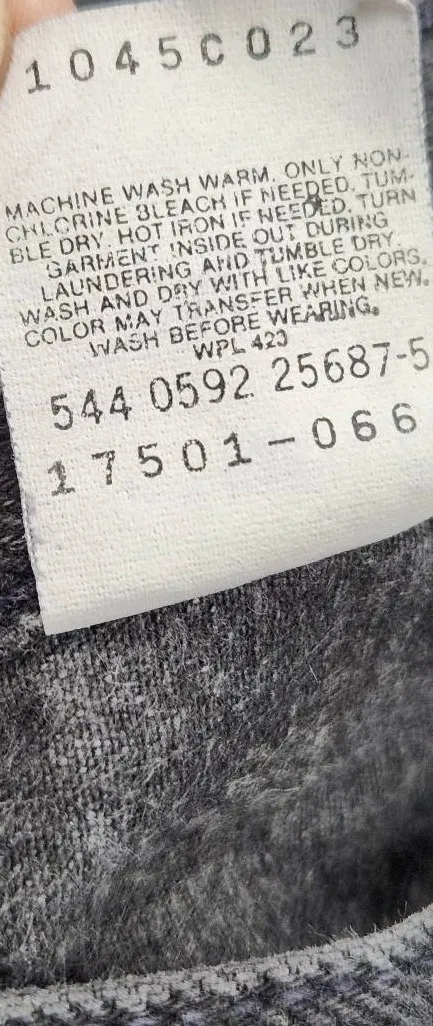 1045C023
MACHINE WASH WARM. ONLY NON-
CHLORINE BLEACH IF NEEDED. TUM-
BLE DRY. HOT IRON IF NEEDED. TURN
GARMENT INSIDE OUT DURING
LAUNDERING AND TUMBLE DRY.
WASH AND DRY WITH LIKE COLORS.
COLOR MAY TRANSFER WHEN NEW.
WASH BEFORE WEARING.
WPL 423
544 0592 25687-5
17501-066